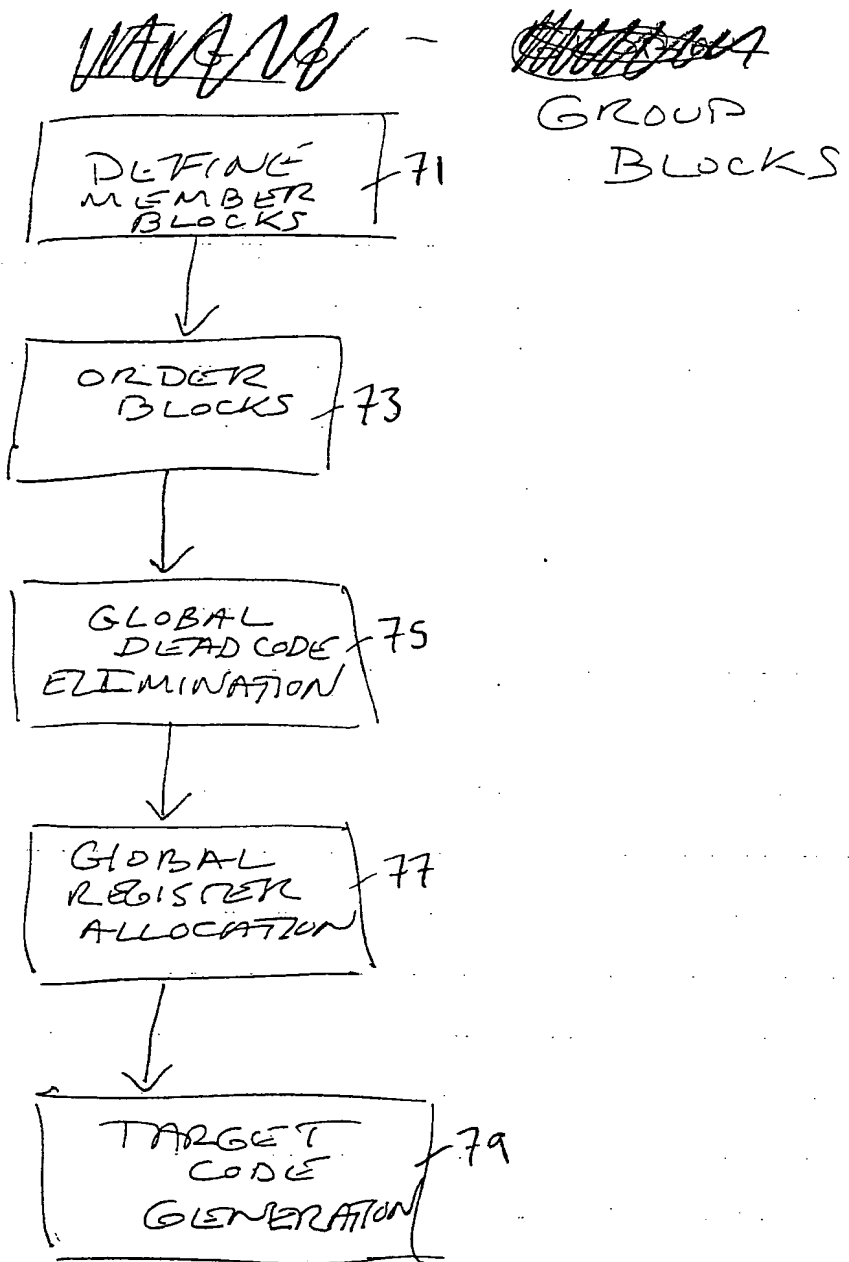 GROUP
BLOCKS
DEFINE
MEMBER
BLOCKS
71
ORDER
BLOCKS
73
GLOBAL
DEAD CODE
ELIMINATION
75
GLOBAL
REGISTER
ALLOCATION
77
TARGET
CODE
GENERATION
79